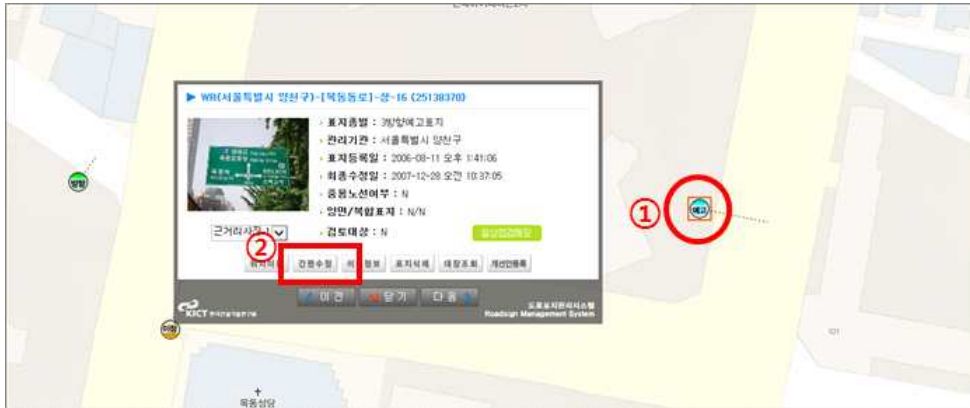 ▶ WR(서울특별시 양천구)-[목동동로]-상-16 (25138370)
표지종별 : 3방향예고표지
관리기관 : 서울특별시 양천구
표지등록일 : 2006-08-11 오후 1:41:06
최종수정일 : 2007-12-28 오전 10:37:05
중용노선여부 : N
양면/복합표지 : N/N
근거리사진 1
검토대상 : N
②
간편수정
표지삭제
대장조회
개선안등록
이전
닫기
다음
KICT
도로표지관리시스템
Roadsign Management System
①
예고
방향
이정
101
목동성당